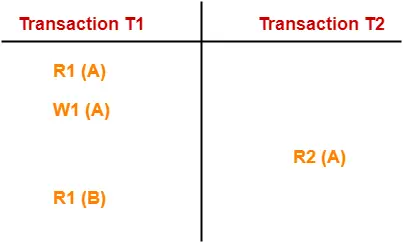 Transaction T1 Transaction T2
R1 (A)
W1 (A)
R2 (A)
R1 (B)